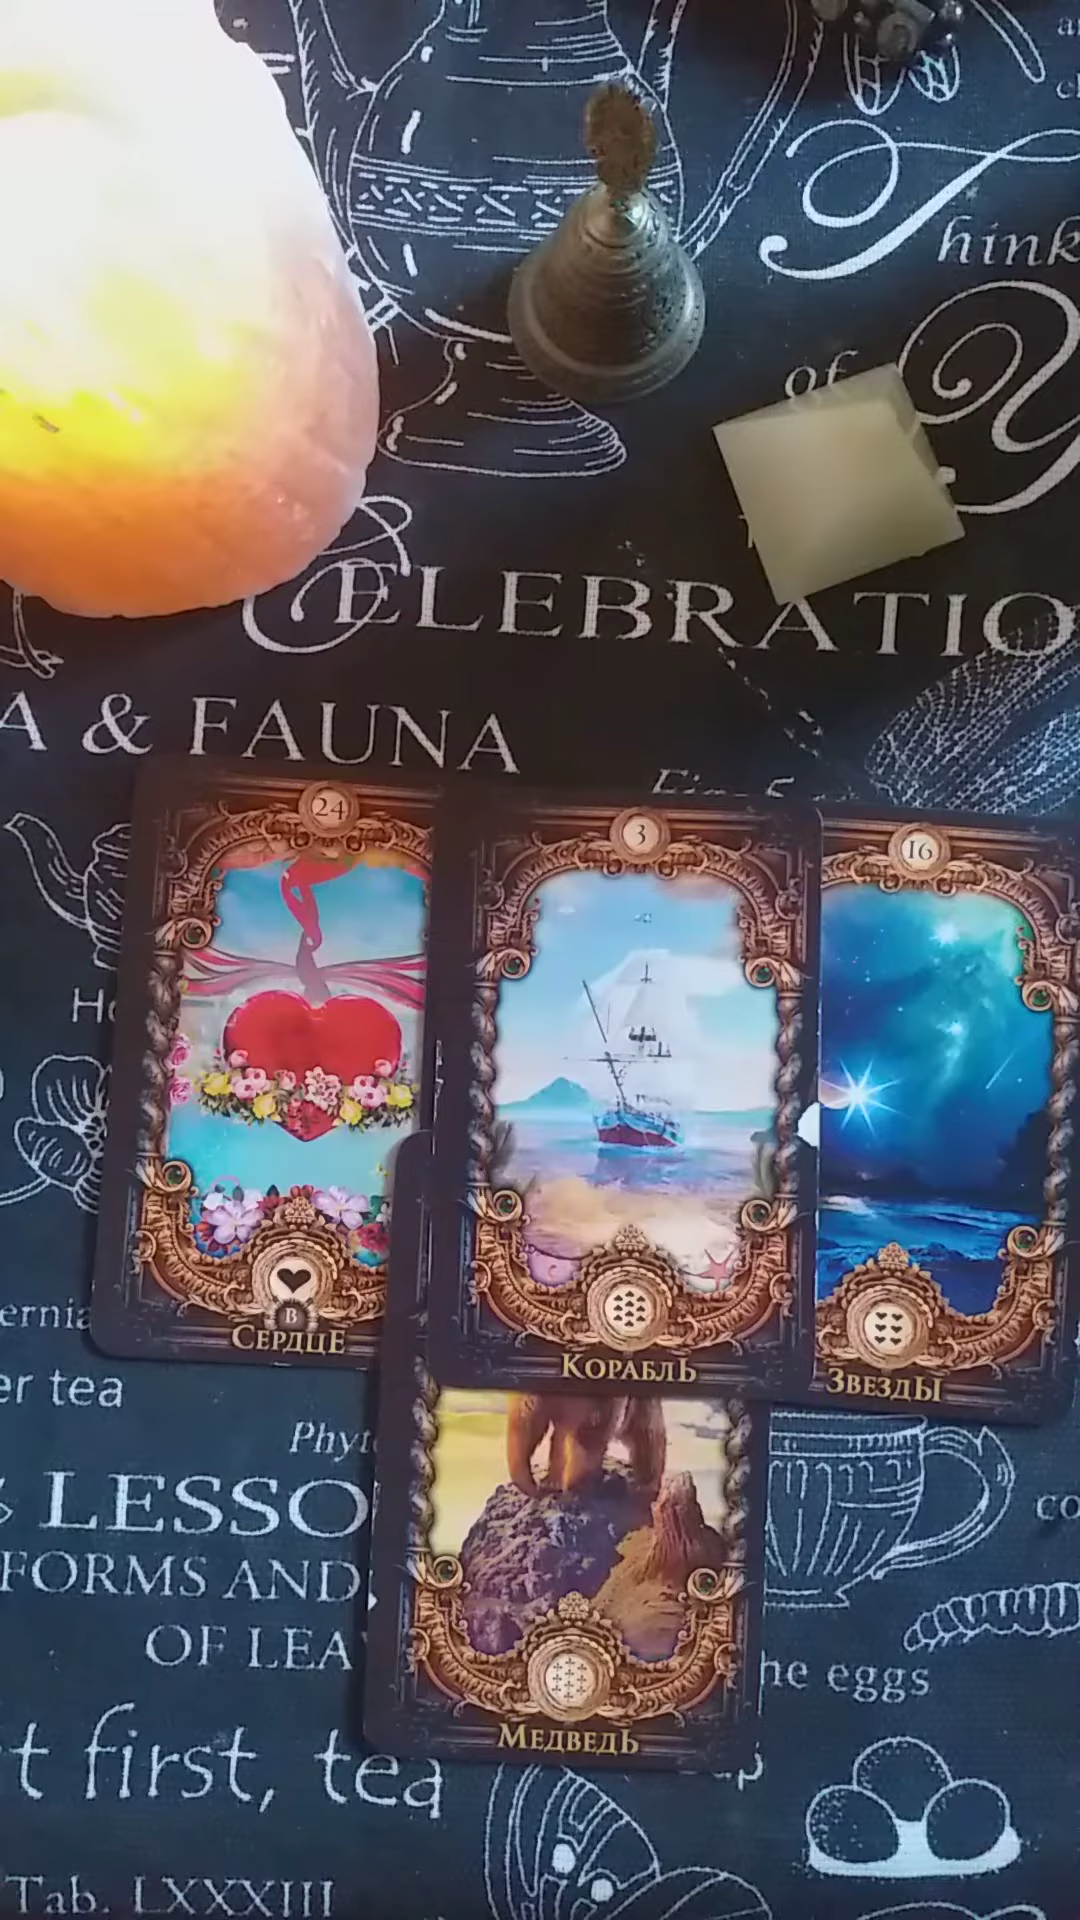 Think
of
CELEBRATIO
A & FAUNA
24
3
16
B
СЕРДЦЕ
КОРАБЛЬ
ЗВЕЗДЫ
er tea
LESSO
FORMS AND
OF LEA
he eggs
МЕДВЕДЬ
t first, tea
Tab. LXXXIII